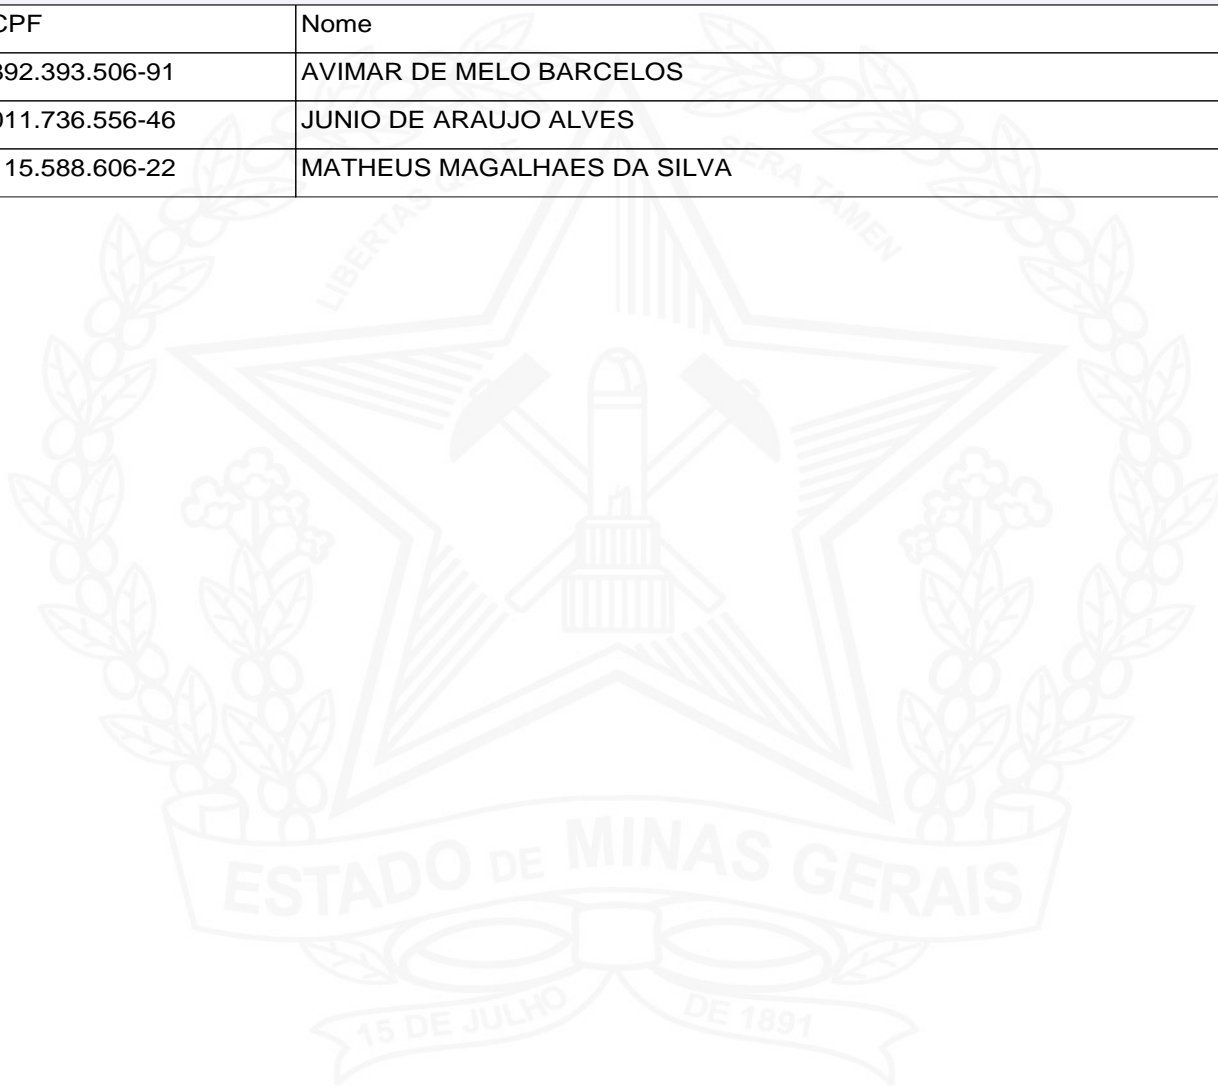 CPF Nome
392.393.506-91 AVIMAR DE MELO BARCELOS
011.736.556-46 JUNIO DE ARAUJO ALVES
15.588.606-22 MATHEUS MAGALHAES DA SILVA
LIBERTAS QUE SERA TAMEN
ESTADO DE MINAS GERAIS
15 DE JULHO DE 1891